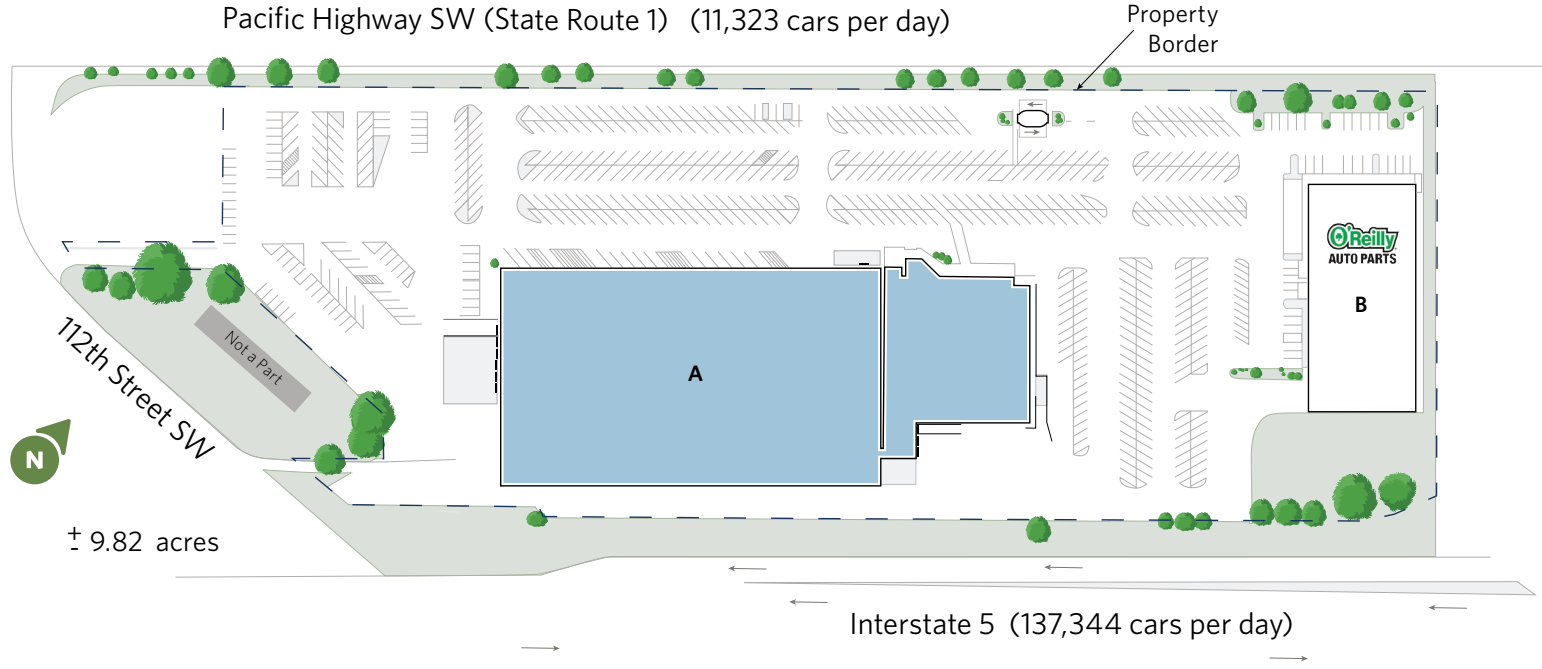 Pacific Highway SW (State Route 1) (11,323 cars per day)
Property
Border
O'Reilly
AUTO PARTS
B
A
Not a Part
112th Street SW
N
+
- 9.82 acres
Interstate 5 (137,344 cars per day)